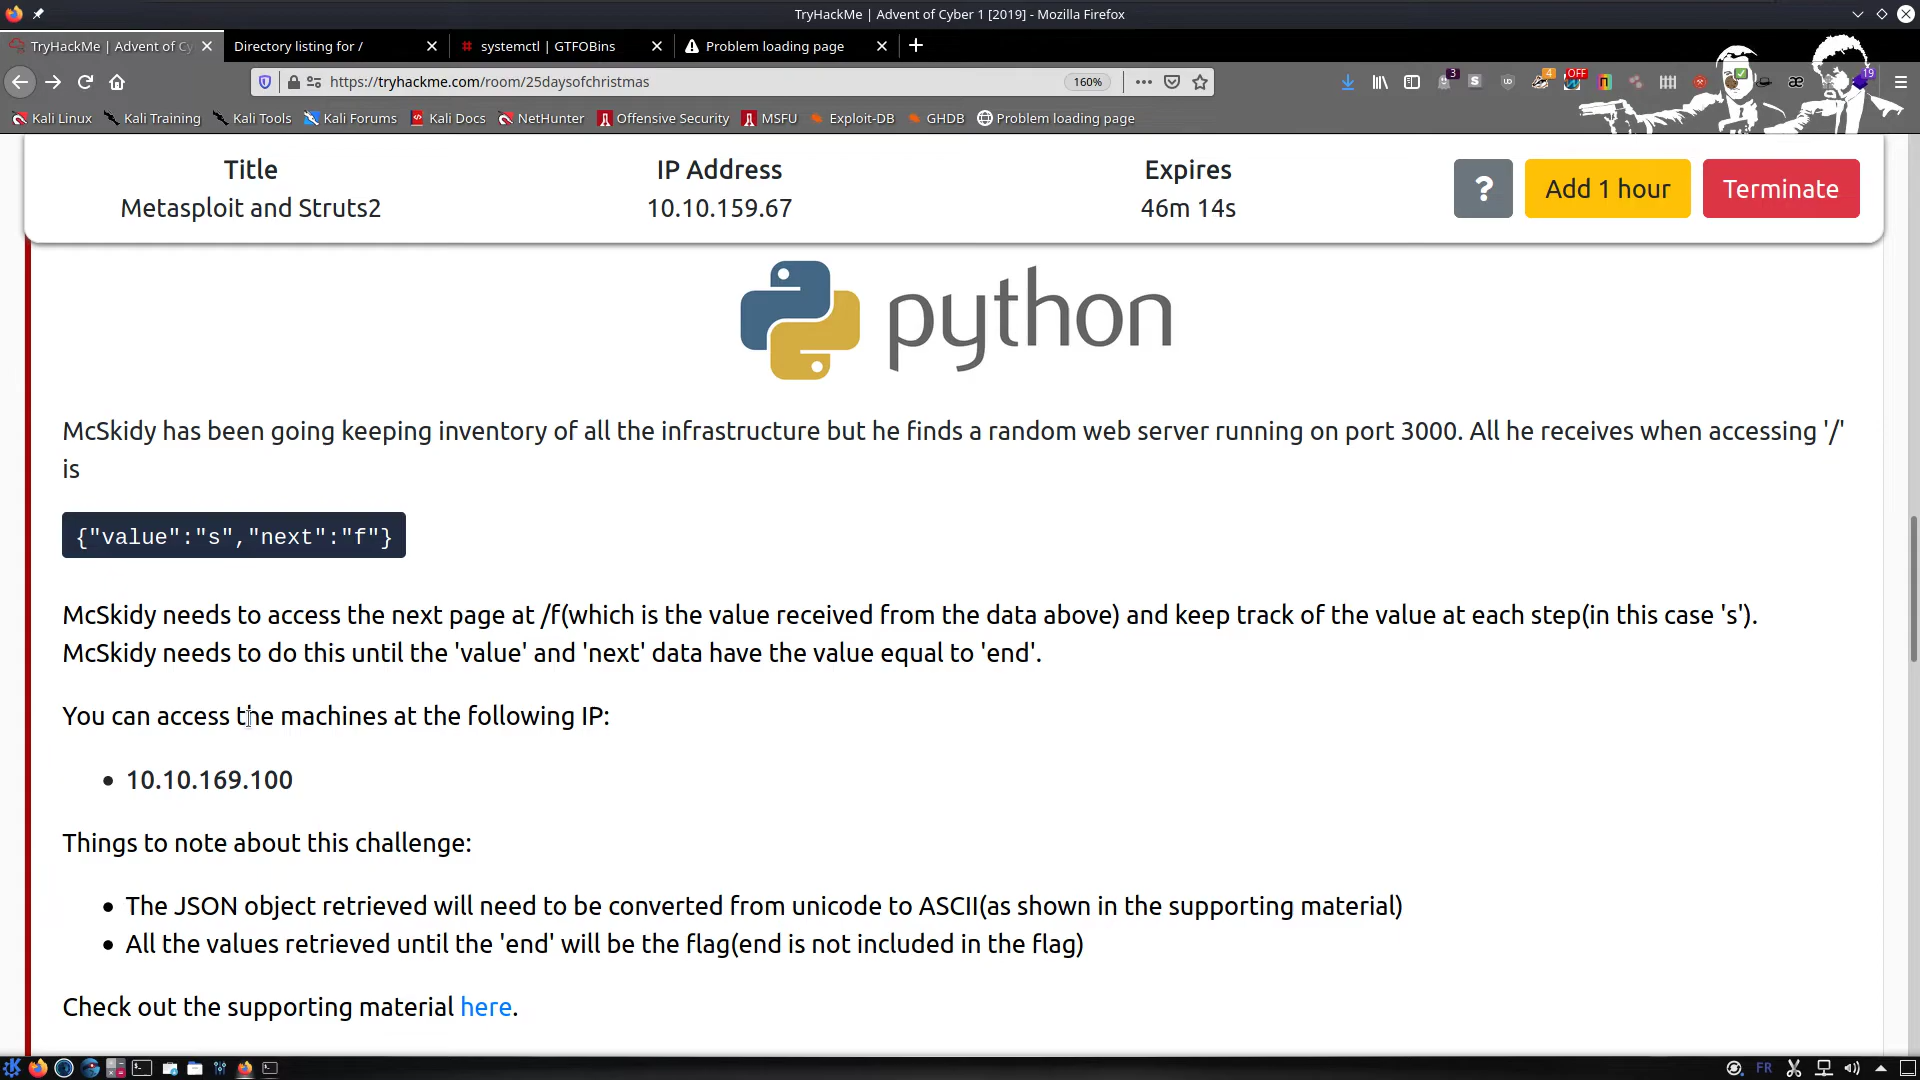 TryHackMe | Advent of Cyber 1 [2019] - Mozilla Firefox
TryHackMe | Advent of Cy
Directory listing for /
systemctl | GTFOBins
Problem loading page
https://tryhackme.com/room/25daysofchristmas
160%
3
4
OFF
19
Kali Linux
Kali Training
Kali Tools
Kali Forums
Kali Docs
NetHunter
Offensive Security
MSFU
Exploit-DB
GHDB
Problem loading page
Title
IP Address
Expires
Metasploit and Struts2
10.10.159.67
46m 14s
?
Add 1 hour
Terminate
python
McSkidy has been going keeping inventory of all the infrastructure but he finds a random web server running on port 3000. All he receives when accessing '/'
is
{"value":"s","next":"f"}
McSkidy needs to access the next page at /f(which is the value received from the data above) and keep track of the value at each step(in this case 's').
McSkidy needs to do this until the 'value' and 'next' data have the value equal to 'end'.
You can access the machines at the following IP:
• 10.10.169.100
Things to note about this challenge:
• The JSON object retrieved will need to be converted from unicode to ASCII(as shown in the supporting material)
• All the values retrieved until the 'end' will be the flag(end is not included in the flag)
Check out the supporting material here.
FR